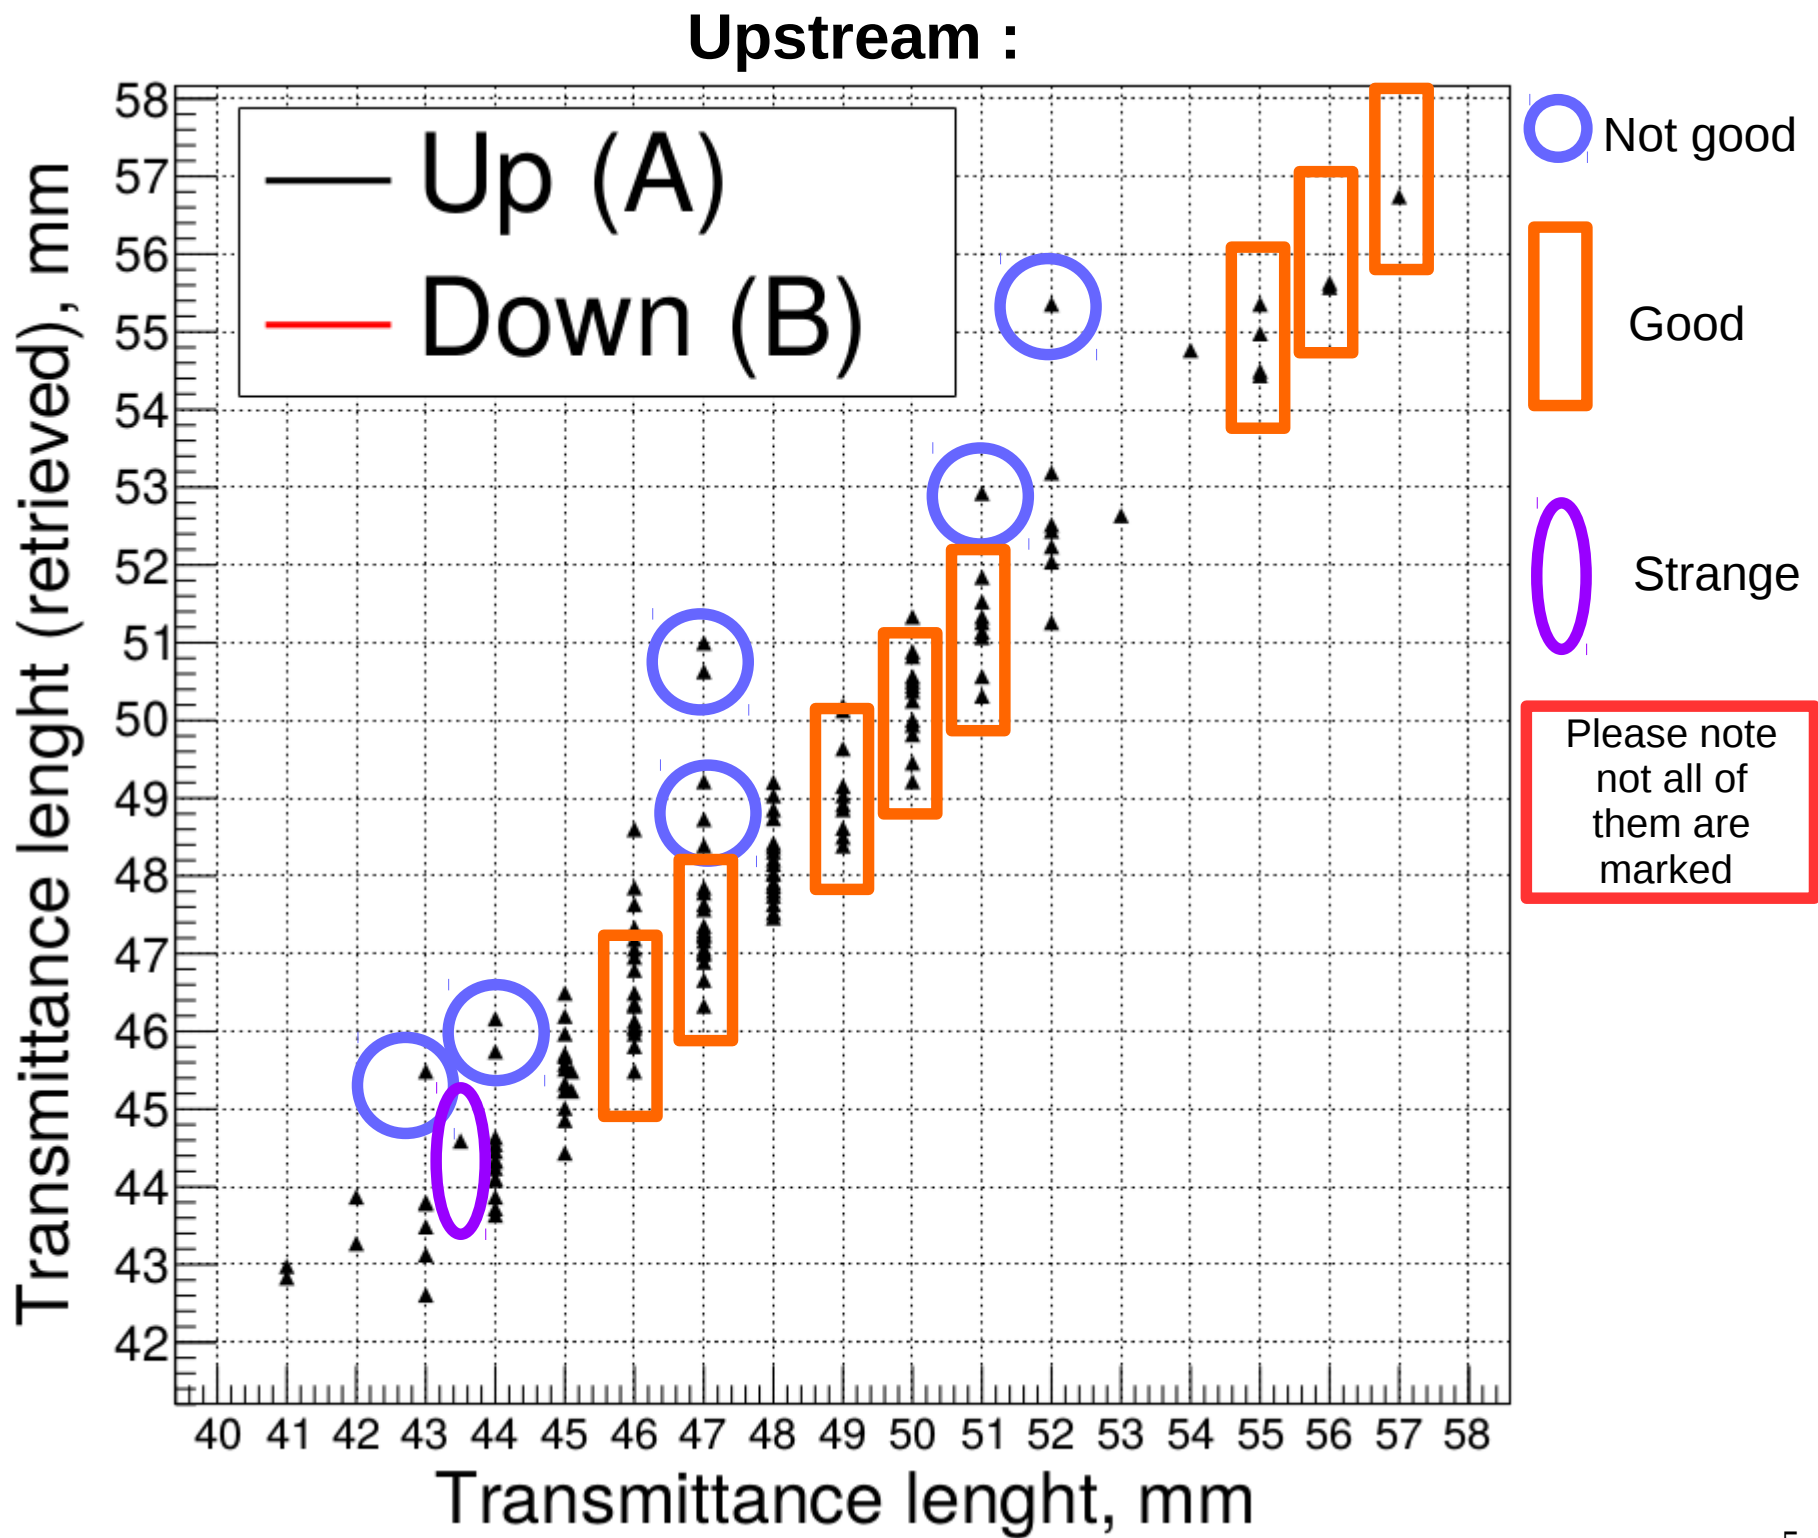 Upstream :
58
57
56
55
54
53
52
51
50
49
48
47
46
45
44
43
42
Transmittance lenght (retrieved), mm
Up (A)
Down (B)
Not good
Good
Strange
Please note
not all of
them are
marked
40 41 42 43 44 45 46 47 48 49 50 51 52 53 54 55 56 57 58
Transmittance lenght, mm